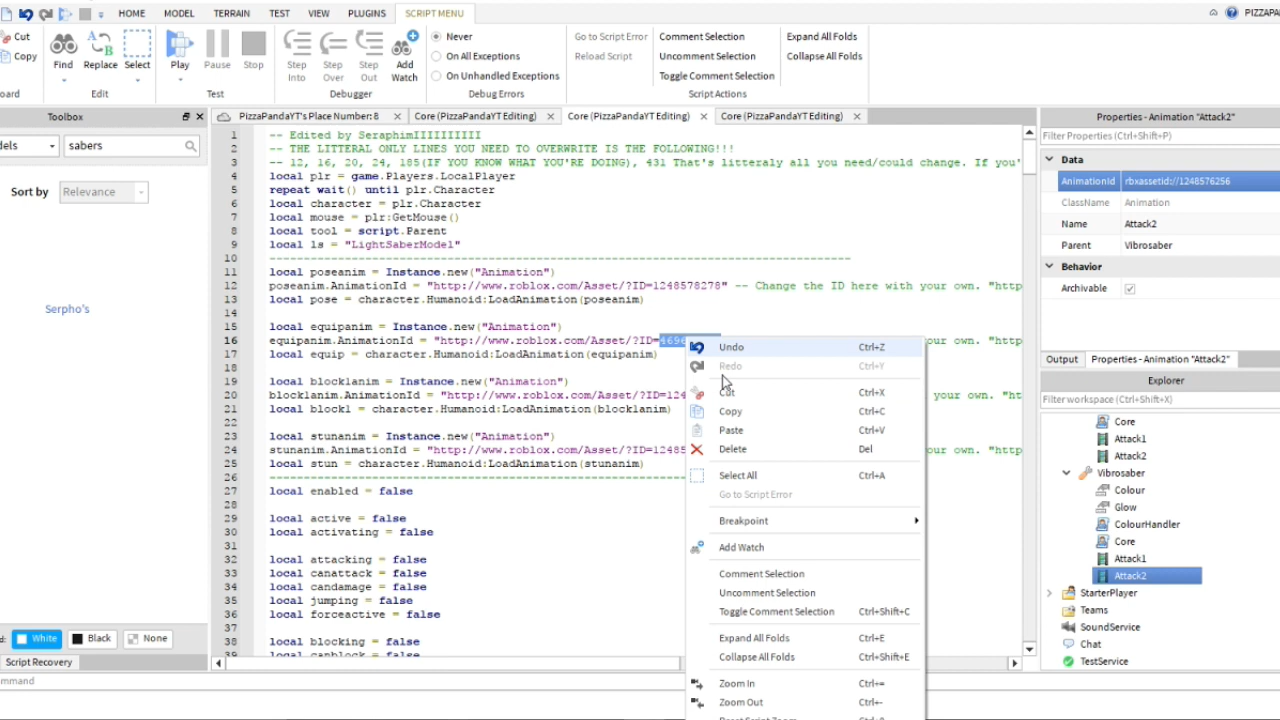 HOME MODEL TERRAIN TEST VIEW PLUGINS SCRIPT MENU PIZZAPA
Cut
Copy
Find Replace Select
Play Pause Stop
Step Into Step Over Step Out Add Watch
Never
On All Exceptions
On Unhandled Exceptions
Go to Script Error
Reload Script
Comment Selection
Uncomment Selection
Toggle Comment Selection
Expand All Folds
Collapse All Folds
oard Edit Test Debugger Debug Errors Script Actions
Toolbox
dels sabers
Sort by Relevance
Serpho's
d: White Black None
Script Recovery
mmand
PizzaPandaYT's Place Number: 8 Core (PizzaPandaYT Editing) Core (PizzaPandaYT Editing) Core (PizzaPandaYT Editing)
1 -- Edited by SeraphimIIIIIIIIII
2 -- THE LITTERAL ONLY LINES YOU NEED TO OVERWRITE IS THE FOLLOWING!!!
3 -- 12, 16, 20, 24, 185(IF YOU KNOW WHAT YOU'RE DOING), 431 That's litteraly all you need/could change. If you'
4 local plr = game.Players.LocalPlayer
5 repeat wait() until plr.Character
6 local character = plr.Character
7 local mouse = plr:GetMouse()
8 local tool = script.Parent
9 local ls = "LightSaberModel"
10 -----------------------------------------------------------------------------------------
11 local poseanim = Instance.new("Animation")
12 poseanim.AnimationId = "http://www.roblox.com/Asset/?ID=1248578278" -- Change the ID here with your own. "http
13 local pose = character.Humanoid:LoadAnimation(poseanim)
14
15 local equipanim = Instance.new("Animation")
16 equipanim.AnimationId = "http://www.roblox.com/Asset/?ID=4696
17 local equip = character.Humanoid:LoadAnimation(equipanim)
18
19 local blocklanim = Instance.new("Animation")
20 blocklanim.AnimationId = "http://www.roblox.com/Asset/?ID=124 your own. "ht
21 local blockl = character.Humanoid:LoadAnimation(blocklanim)
22
23 local stunanim = Instance.new("Animation")
24 stunanim.AnimationId = "http://www.roblox.com/Asset/?ID=12485 our own. "http
25 local stun = character.Humanoid:LoadAnimation(stunanim)
26 -----------------------------------------------------------------------------------------
27 local enabled = false
28
29 local active = false
30 local activating = false
31
32 local attacking = false
33 local canattack = false
34 local candamage = false
35 local jumping = false
36 local forceactive = false
37
38 local blocking = false
39 local canblock = false
Undo Ctrl+Z
Redo Ctrl+Y
Cut Ctrl+X
Copy Ctrl+C
Paste Ctrl+V
Delete Del
Select All Ctrl+A
Go to Script Error
Breakpoint
Add Watch
Comment Selection
Uncomment Selection
Toggle Comment Selection Ctrl+Shift+C
Expand All Folds Ctrl+E
Collapse All Folds Ctrl+Shift+E
Zoom In Ctrl+=
Zoom Out Ctrl+-
Reset Script Zoom Ctrl+0
Properties - Animation "Attack2"
Filter Properties (Ctrl+Shift+P)
Data
AnimationId rbxassetid://1248576256
ClassName Animation
Name Attack2
Parent Vibrosaber
Behavior
Archivable
Output Properties - Animation "Attack2"
Explorer
Filter workspace (Ctrl+Shift+X)
Core
Attack1
Attack2
Vibrosaber
Colour
Glow
ColourHandler
Core
Attack1
Attack2
StarterPlayer
Teams
SoundService
Chat
TestService